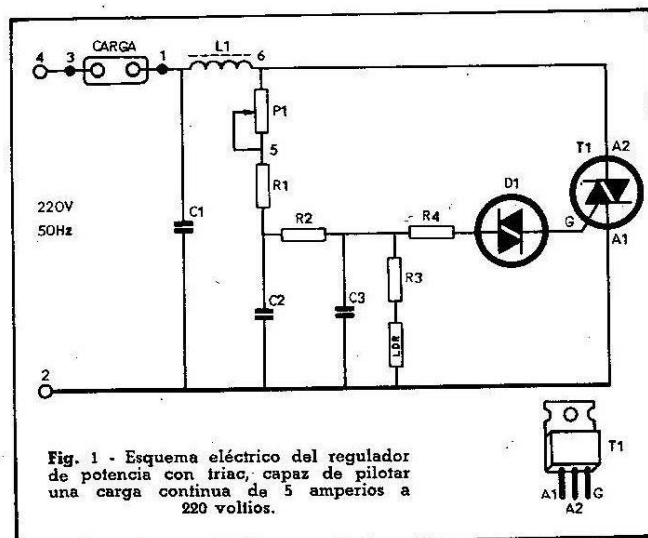 CARGA
L1
4
3
1
6
P1
5
T1
A2
R1
D1
220V
50Hz
C1
R2
R4
G
A1
R3
C2
C3
LDR
2
Fig. 1 - Esquema eléctrico del regulador
de potencia con triac, capaz de pilotar
una carga continua de 5 amperios a
220 voltios.
T1
A1
A2
G